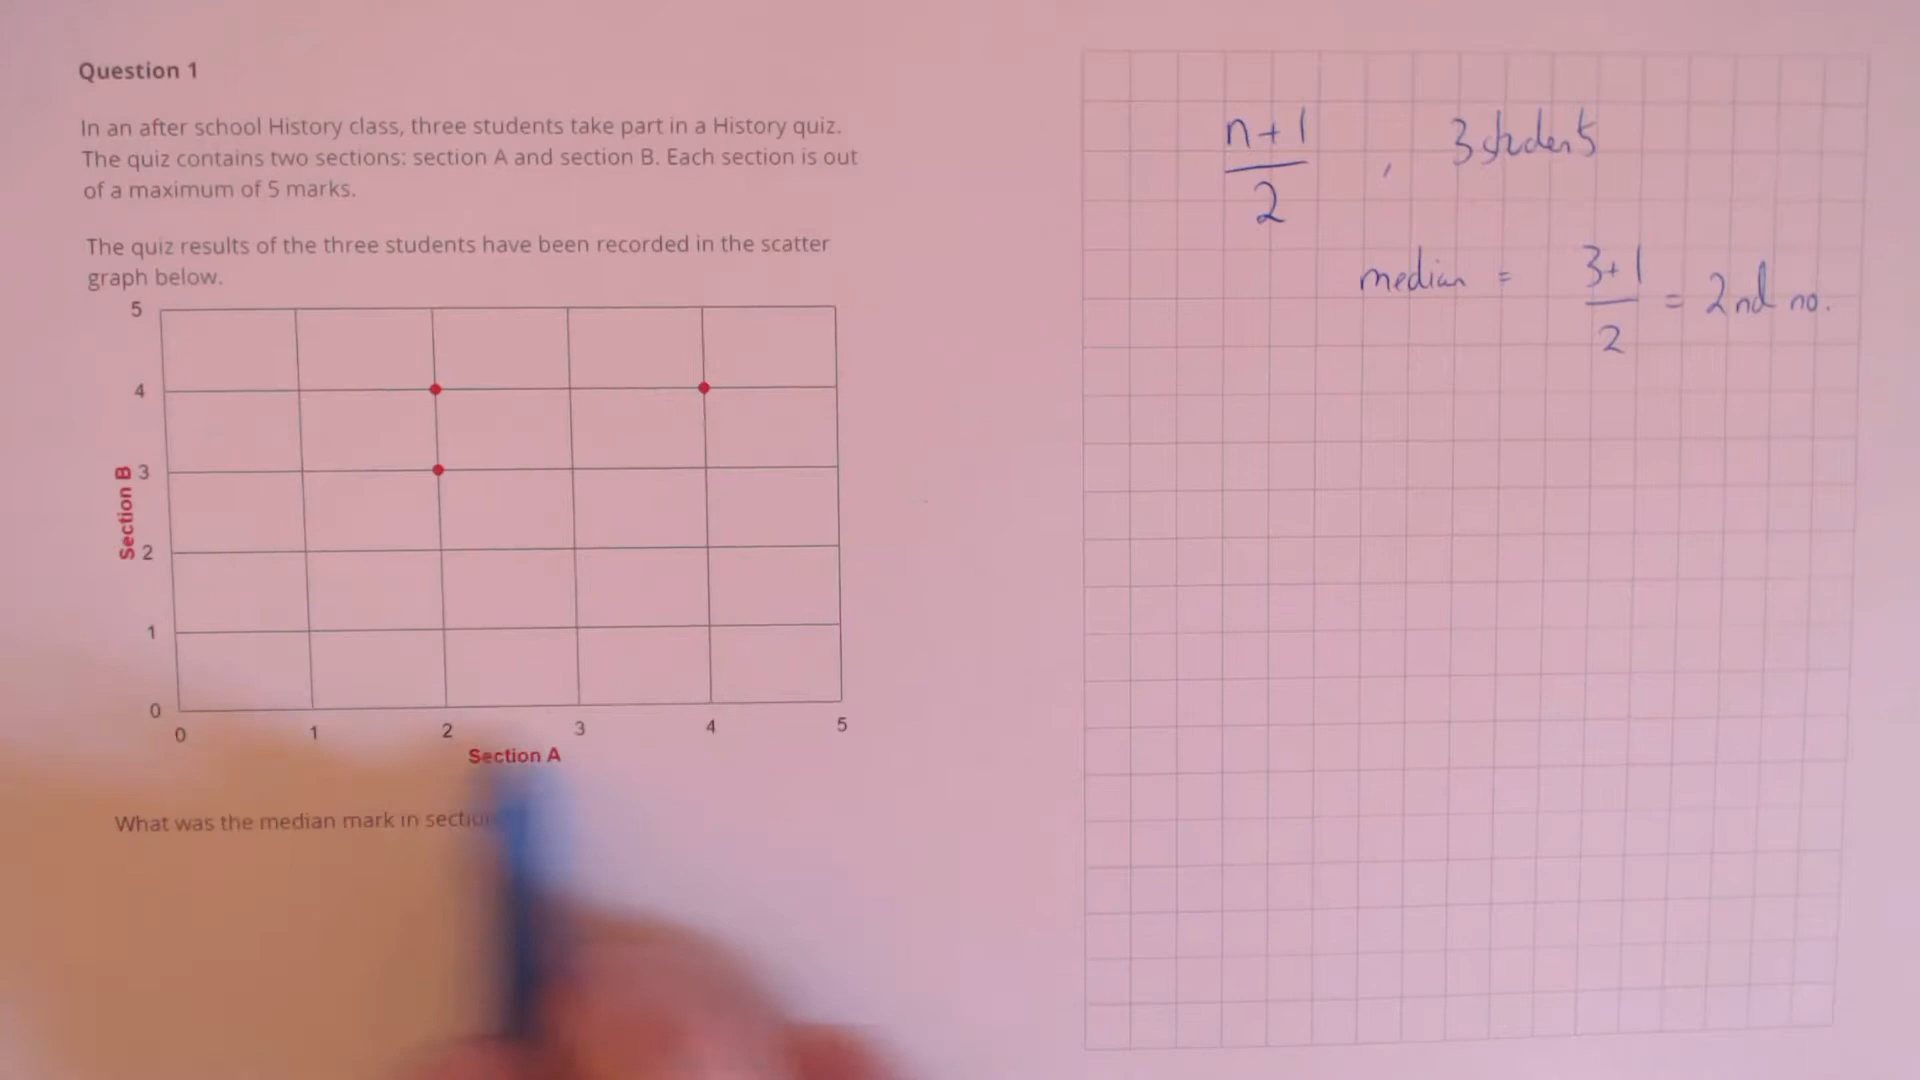 Question 1
In an after school History class, three students take part in a History quiz.
The quiz contains two sections: section A and section B. Each section is out
of a maximum of 5 marks.
The quiz results of the three students have been recorded in the scatter
graph below.
5
4
3
2
1
0
Section B
0 1 2 3 4 5
Section A
What was the median mark in
n+1
2
, 3 students
median = 3+1
2
= 2nd no.